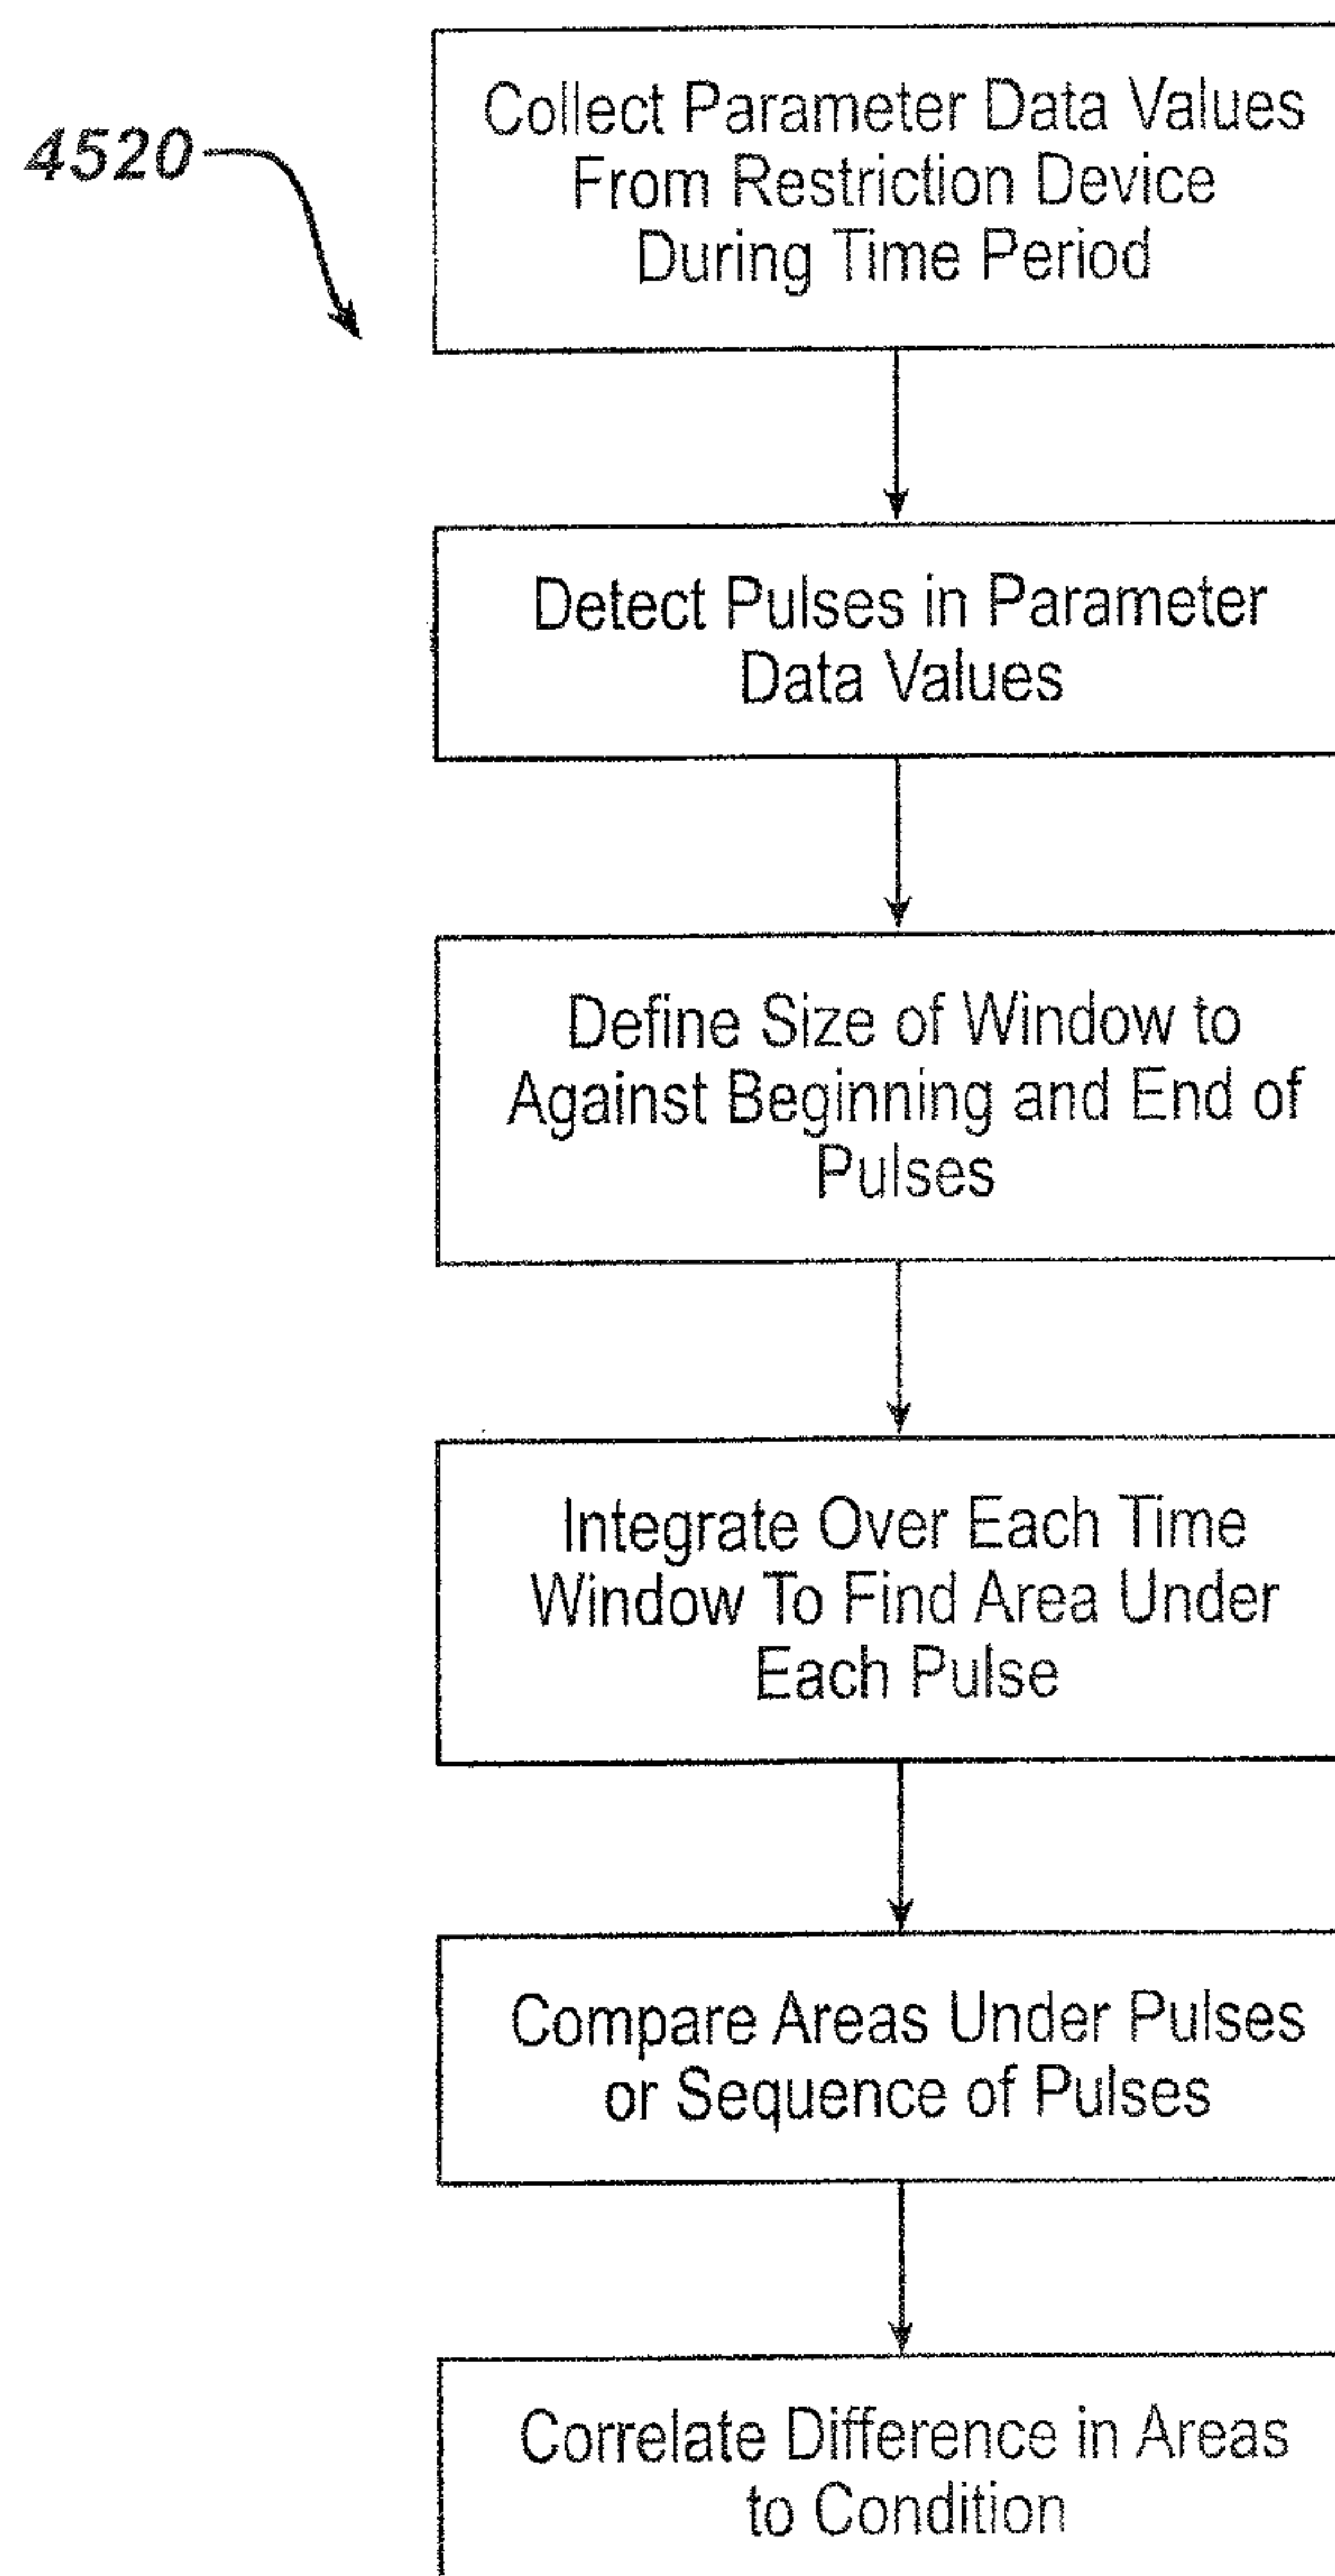 4520
Collect Parameter Data Values
From Restriction Device
During Time Period
Detect Pulses in Parameter
Data Values
Define Size of Window to
Against Beginning and End of
Pulses
Integrate Over Each Time
Window To Find Area Under
Each Pulse
Compare Areas Under Pulses
or Sequence of Pulses
Correlate Difference in Areas
to Condition